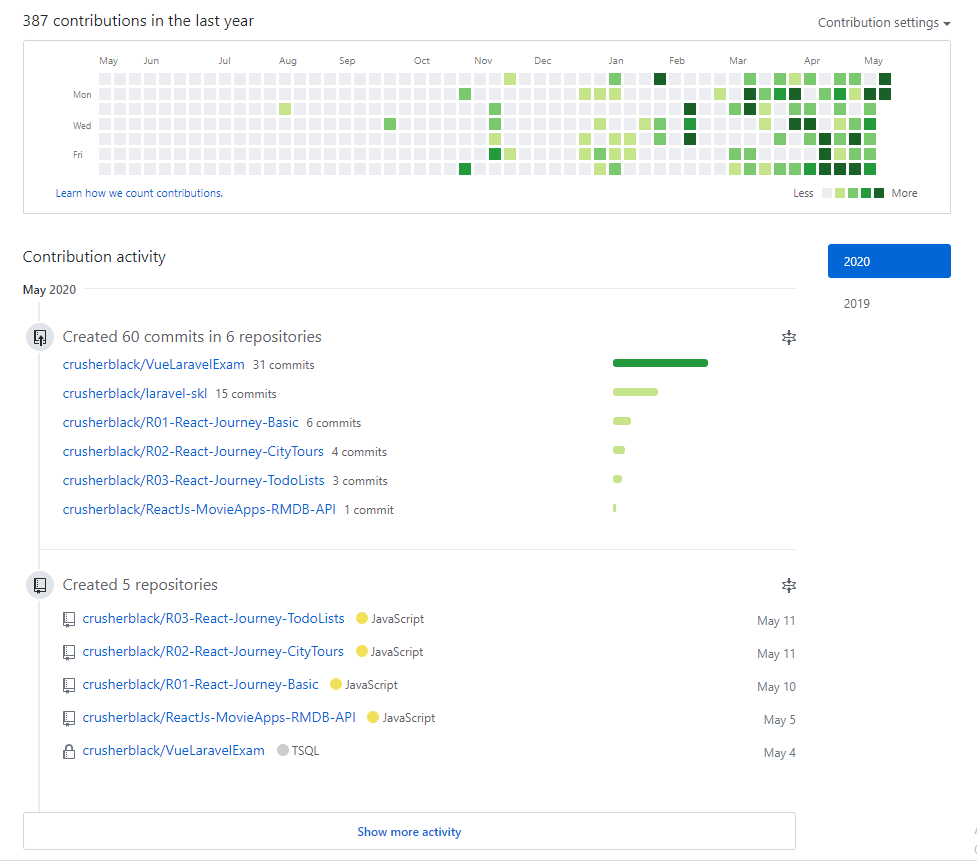 387 contributions in the last year
Contribution settings
May Jun Jul Aug Sep Oct Nov Dec Jan Feb Mar Apr May
Mon
Wed
Fri
Learn how we count contributions.
Less More
Contribution activity
2020
2019
May 2020
Created 60 commits in 6 repositories
crusherblack/VueLaravelExam 31 commits
crusherblack/laravel-skl 15 commits
crusherblack/R01-React-Journey-Basic 6 commits
crusherblack/R02-React-Journey-CityTours 4 commits
crusherblack/R03-React-Journey-TodoLists 3 commits
crusherblack/ReactJs-MovieApps-RMDB-API 1 commit
Created 5 repositories
crusherblack/R03-React-Journey-TodoLists JavaScript May 11
crusherblack/R02-React-Journey-CityTours JavaScript May 11
crusherblack/R01-React-Journey-Basic JavaScript May 10
crusherblack/ReactJs-MovieApps-RMDB-API JavaScript May 5
crusherblack/VueLaravelExam TSQL May 4
Show more activity